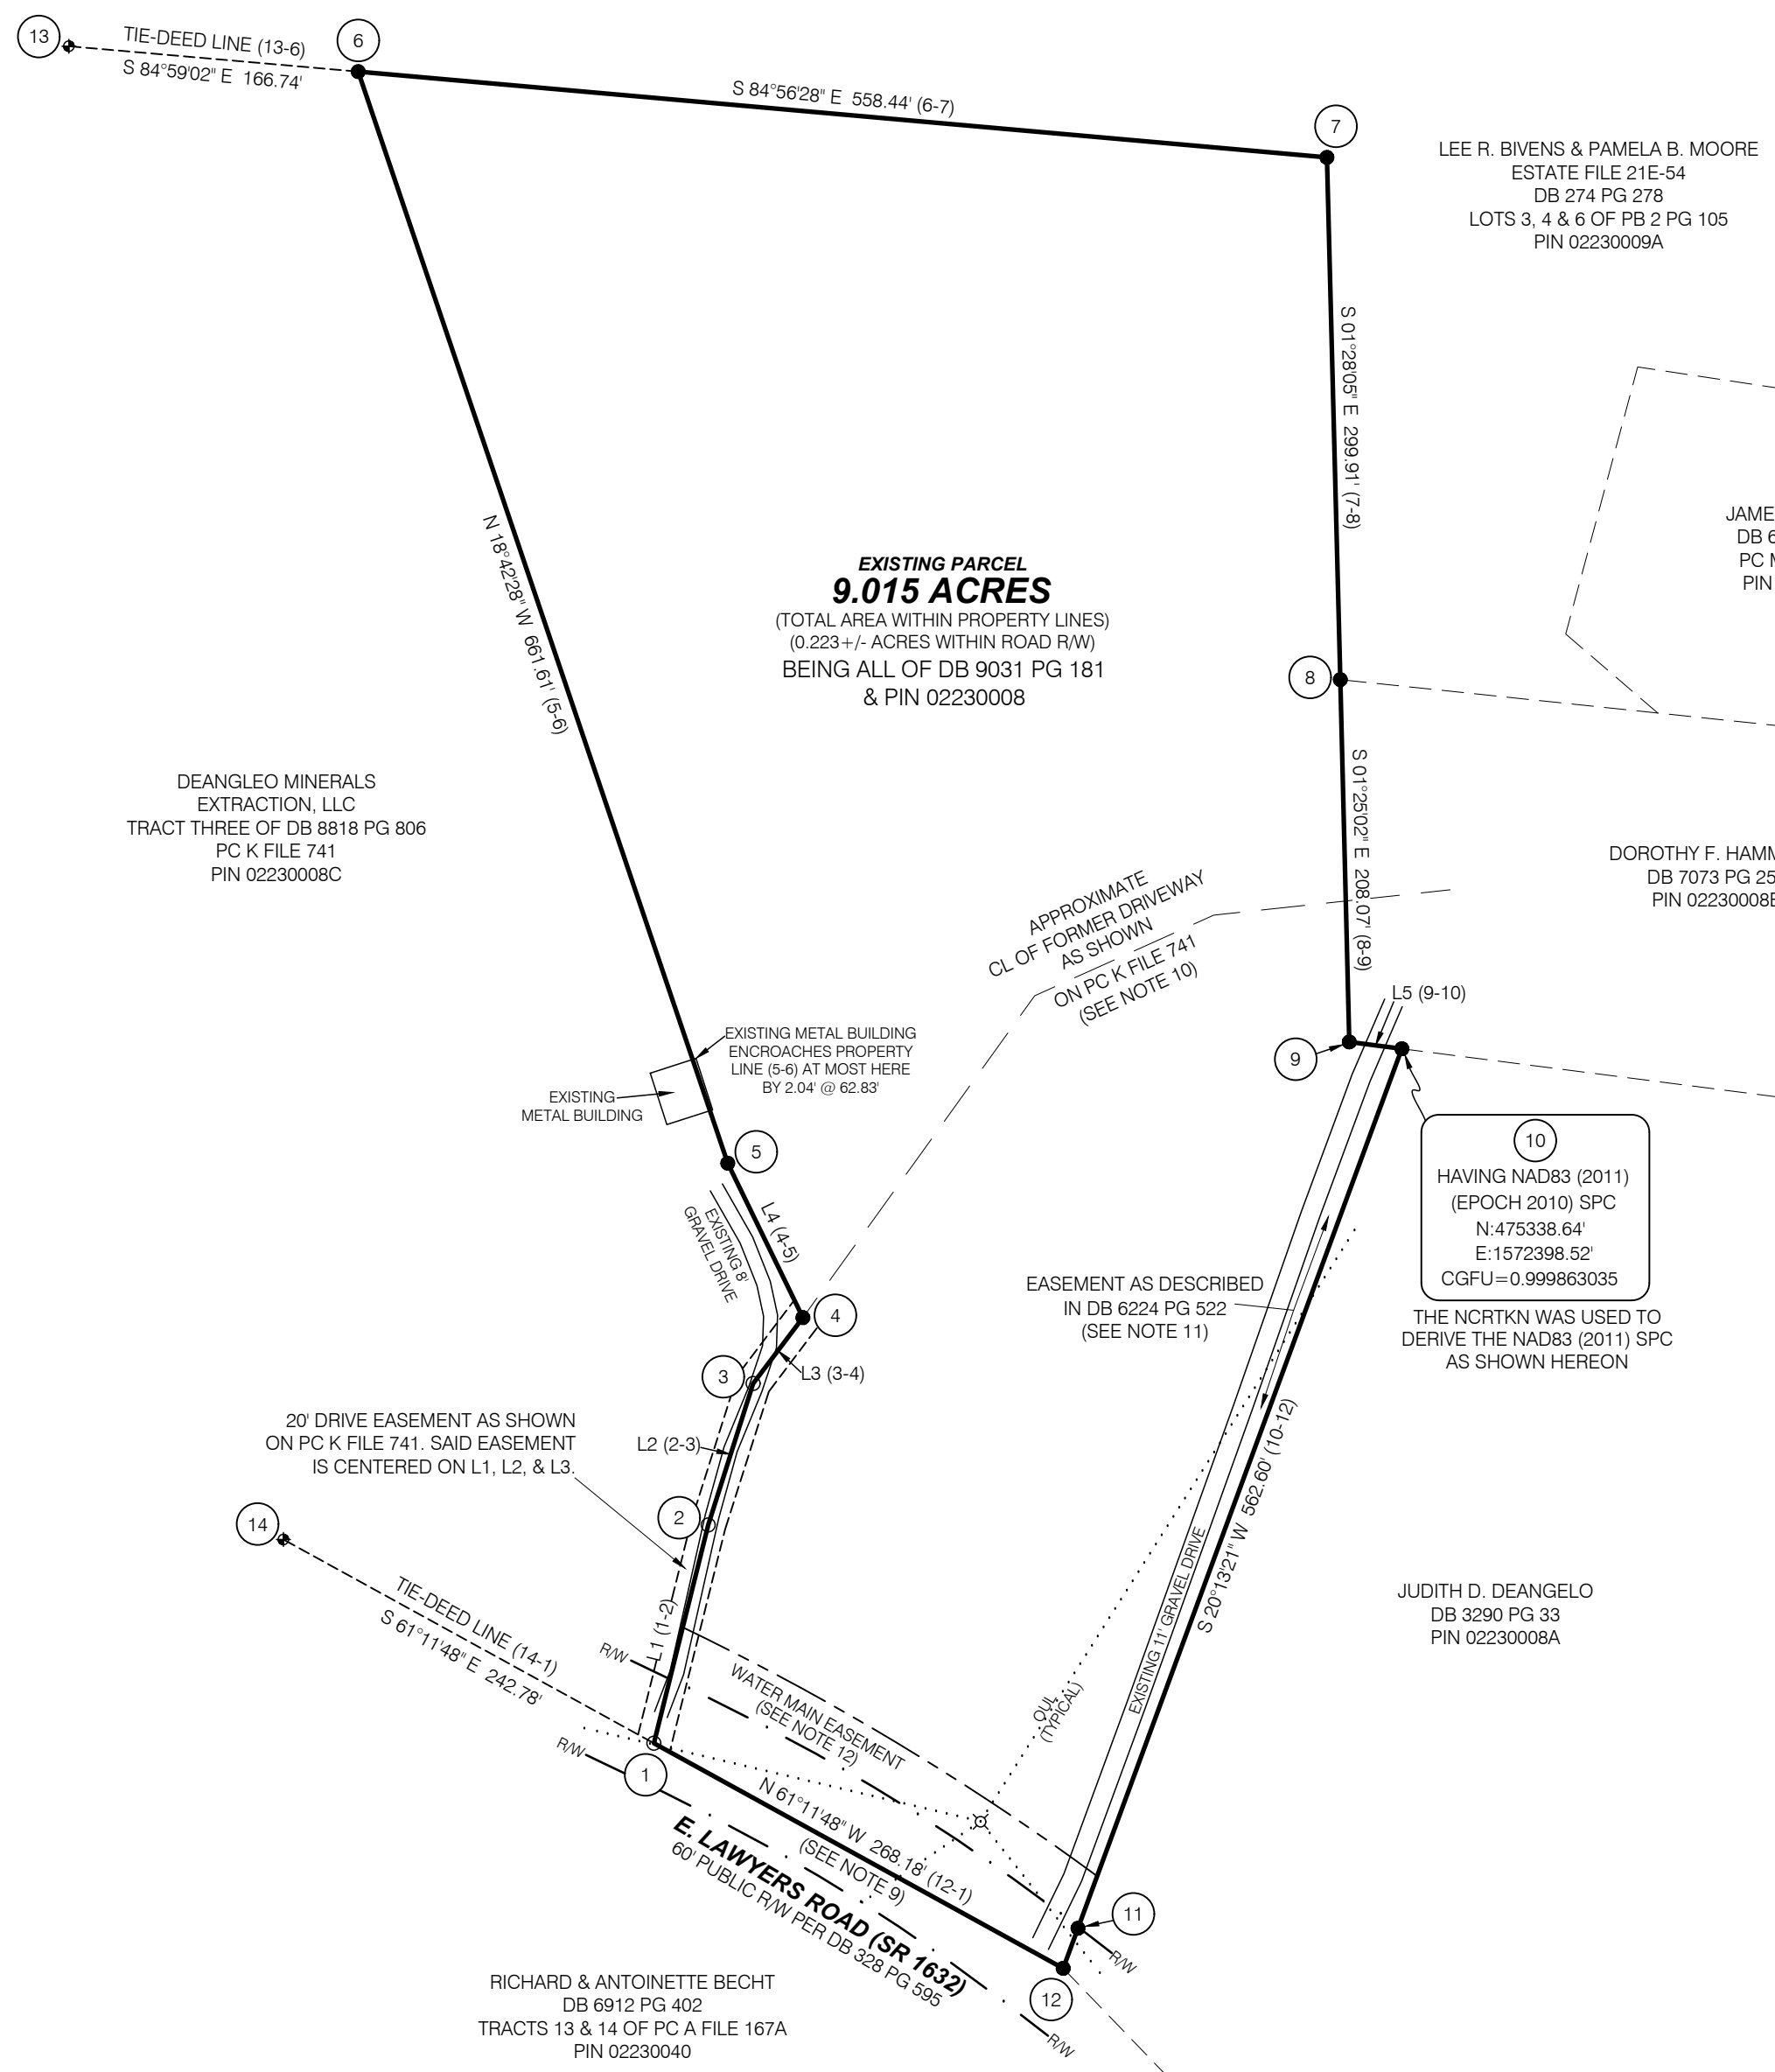 13
TIE-DEED LINE (13-6)
S 84°59'02" E 166.74'
6
S 84°56'28" E 558.44' (6-7)
7
LEE R. BIVENS & PAMELA B. MOORE
ESTATE FILE 21E-54
DB 274 PG 278
LOTS 3, 4 & 6 OF PB 2 PG 105
PIN 02230009A
S 01°28'05" E 299.91' (7-8)
N 18°42'28" W 661.61' (5-6)
EXISTING PARCEL
9.015 ACRES
(TOTAL AREA WITHIN PROPERTY LINES)
(0.223+/- ACRES WITHIN ROAD R/W)
BEING ALL OF DB 9031 PG 181
& PIN 02230008
JAME
DB 6
PC
PIN
8
DEANGLEO MINERALS
EXTRACTION, LLC
TRACT THREE OF DB 8818 PG 806
PC K FILE 741
PIN 02230008C
S 01°25'02" E 208.07' (8-9)
DOROTHY F. HAMM
DB 7073 PG 25
PIN 02230008
APPROXIMATE
CL OF FORMER DRIVEWAY
AS SHOWN
ON PC K FILE 741
(SEE NOTE 10)
L5 (9-10)
9
EXISTING METAL BUILDING
ENCROACHES PROPERTY
LINE (5-6) AT MOST HERE
BY 2.04' @ 62.83'
EXISTING
METAL BUILDING
5
10
HAVING NAD83 (2011)
(EPOCH 2010) SPC
N:475338.64'
E:1572398.52'
CGFU=0.999863035
THE NCRTKN WAS USED TO
DERIVE THE NAD83 (2011) SPC
AS SHOWN HEREON
L4 (4-5)
EXISTING 8'
GRAVEL DRIVE
4
EASEMENT AS DESCRIBED
IN DB 6224 PG 522
(SEE NOTE 11)
3
L3 (3-4)
20' DRIVE EASEMENT AS SHOWN
ON PC K FILE 741. SAID EASEMENT
IS CENTERED ON L1, L2, & L3.
L2 (2-3)
2
S 20°13'21" W 562.60' (10-12)
EXISTING 11' GRAVEL DRIVE
14
TIE-DEED LINE (14-1)
S 61°11'48" E 242.78'
L1 (1-2)
R/W
JUDITH D. DEANGELO
DB 3290 PG 33
PIN 02230008A
WATER MAIN EASEMENT
(SEE NOTE 12)
OUL
(TYPICAL)
R/W
1
N 61°11'48" W 268.18' (12-1)
(SEE NOTE 9)
E. LAWYERS ROAD (SR 1632)
60' PUBLIC R/W PER DB 328 PG 595
11
R/W
12
R/W
RICHARD & ANTOINETTE BECHT
DB 6912 PG 402
TRACTS 13 & 14 OF PC A FILE 167A
PIN 02230040